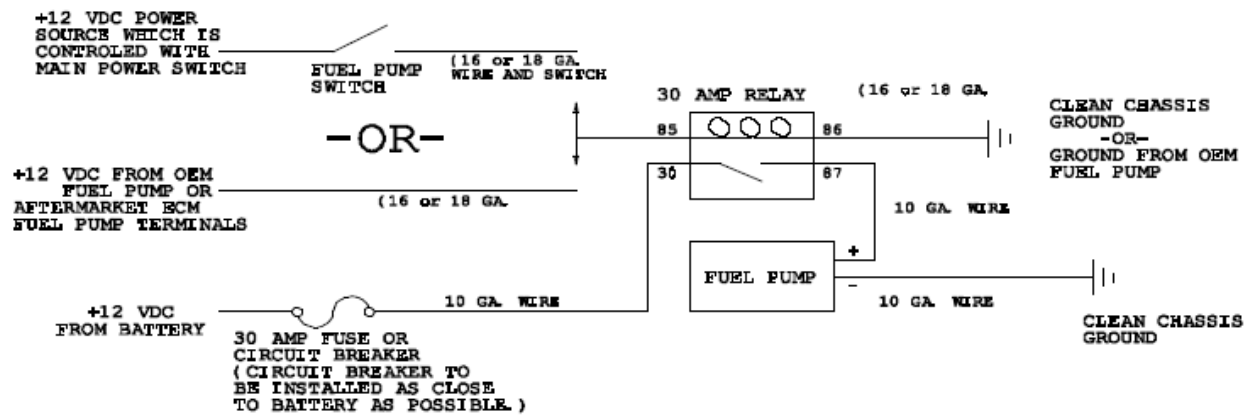 +12 VDC POWER
SOURCE WHICH IS
CONTROLED WITH
MAIN POWER SWITCH
FUEL PUMP
SWITCH
(16 or 18 GA.
WIRE AND SWITCH
-OR-
+12 VDC FROM OEM
FUEL PUMP OR
AFTERMARKET ECM
FUEL PUMP TERMINALS
(16 or 18 GA.
30 AMP RELAY
85
86
30
87
(16 or 18 GA.
CLEAN CHASSIS
GROUND
-OR-
GROUND FROM OEM
FUEL PUMP
10 GA. WIRE
FUEL PUMP
+
-
10 GA. WIRE
CLEAN CHASSIS
GROUND
+12 VDC
FROM BATTERY
10 GA. WIRE
30 AMP FUSE OR
CIRCUIT BREAKER
(CIRCUIT BREAKER TO
BE INSTALLED AS CLOSE
TO BATTERY AS POSSIBLE.)